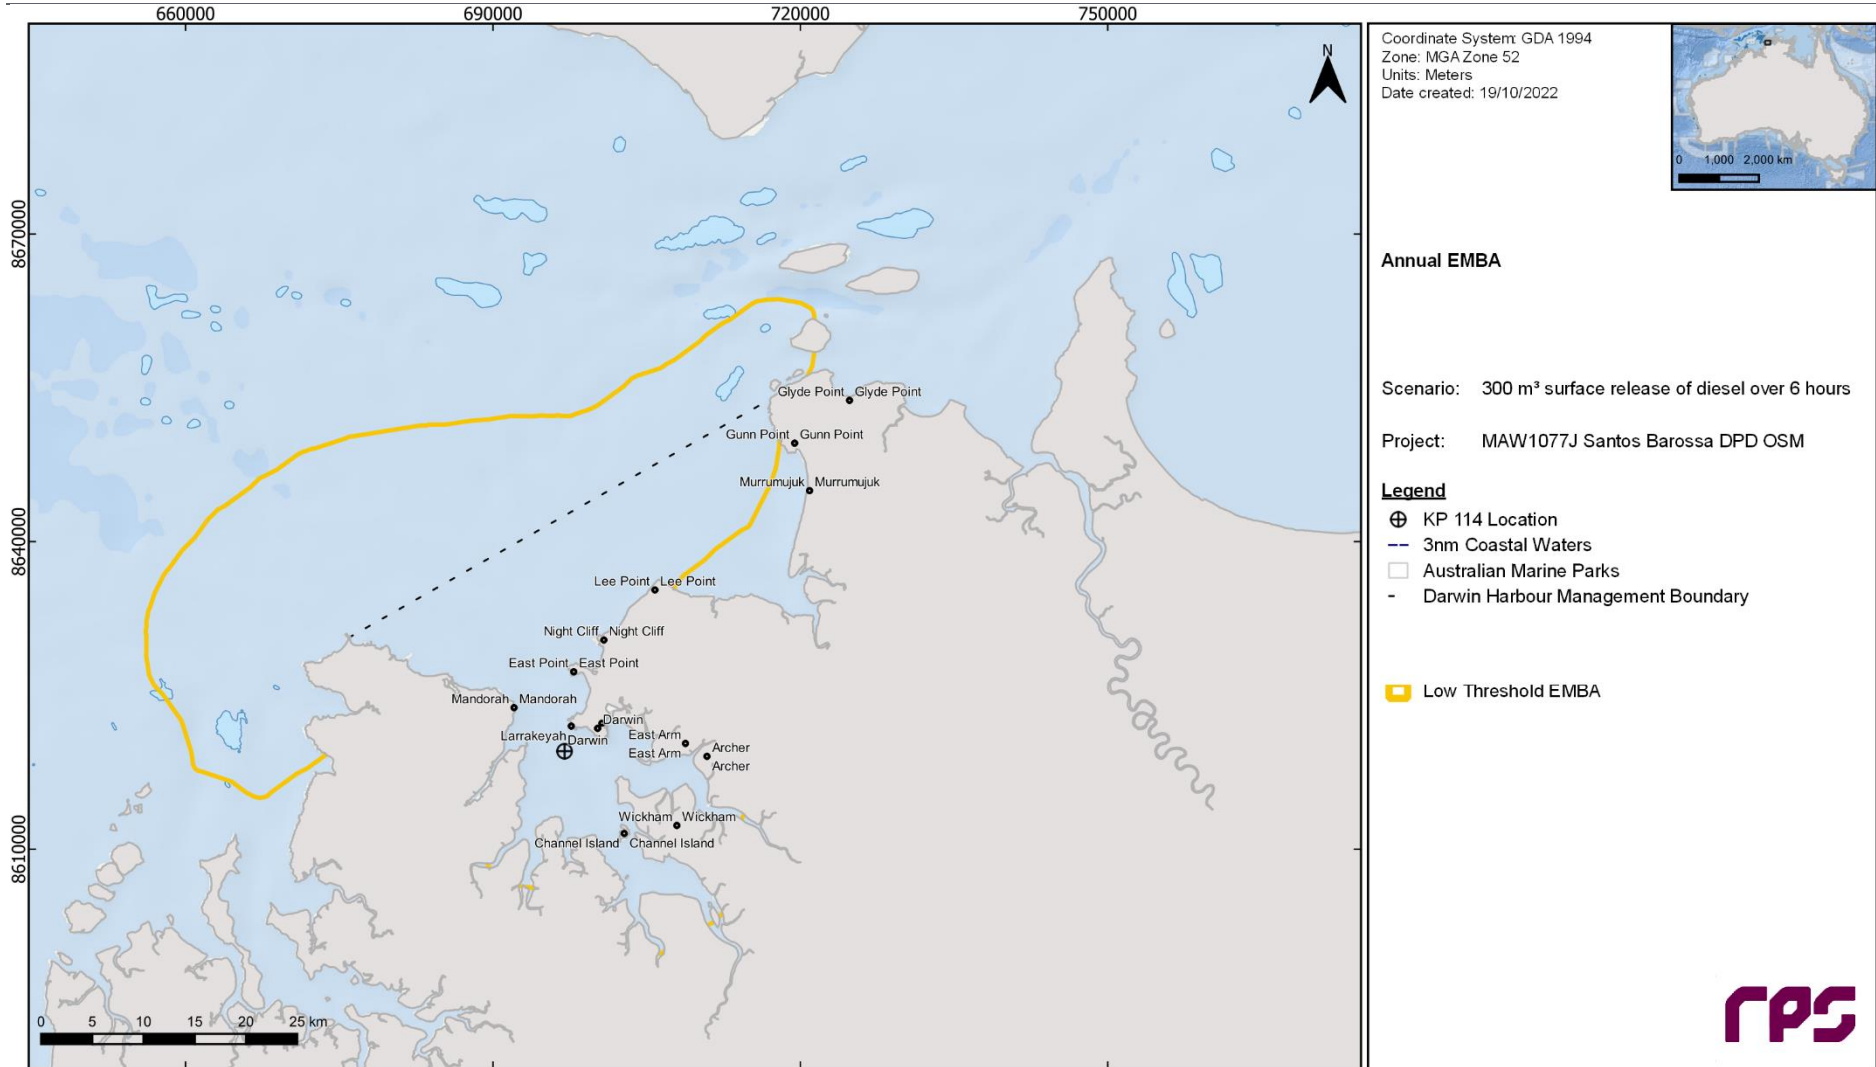 660000
690000
720000
750000
8670000
8640000
8610000
N
Glyde Point Glyde Point
Gunn Point Gunn Point
Murrumujuk Murrumujuk
Lee Point Lee Point
Night Cliff Night Cliff
East Point East Point
Mandorah Mandorah
Darwin
Larrakeyah Darwin
East Arm
East Arm
Archer
Archer
Wickham Wickham
Channel Island Channel Island
0 5 10 15 20 25 km
Coordinate System: GDA 1994
Zone: MGA Zone 52
Units: Meters
Date created: 19/10/2022
0 1,000 2,000 km
Annual EMBA
Scenario: 300 m³ surface release of diesel over 6 hours
Project: MAW1077J Santos Barossa DPD OSM
Legend
KP 114 Location
3nm Coastal Waters
Australian Marine Parks
Darwin Harbour Management Boundary
Low Threshold EMBA
rps